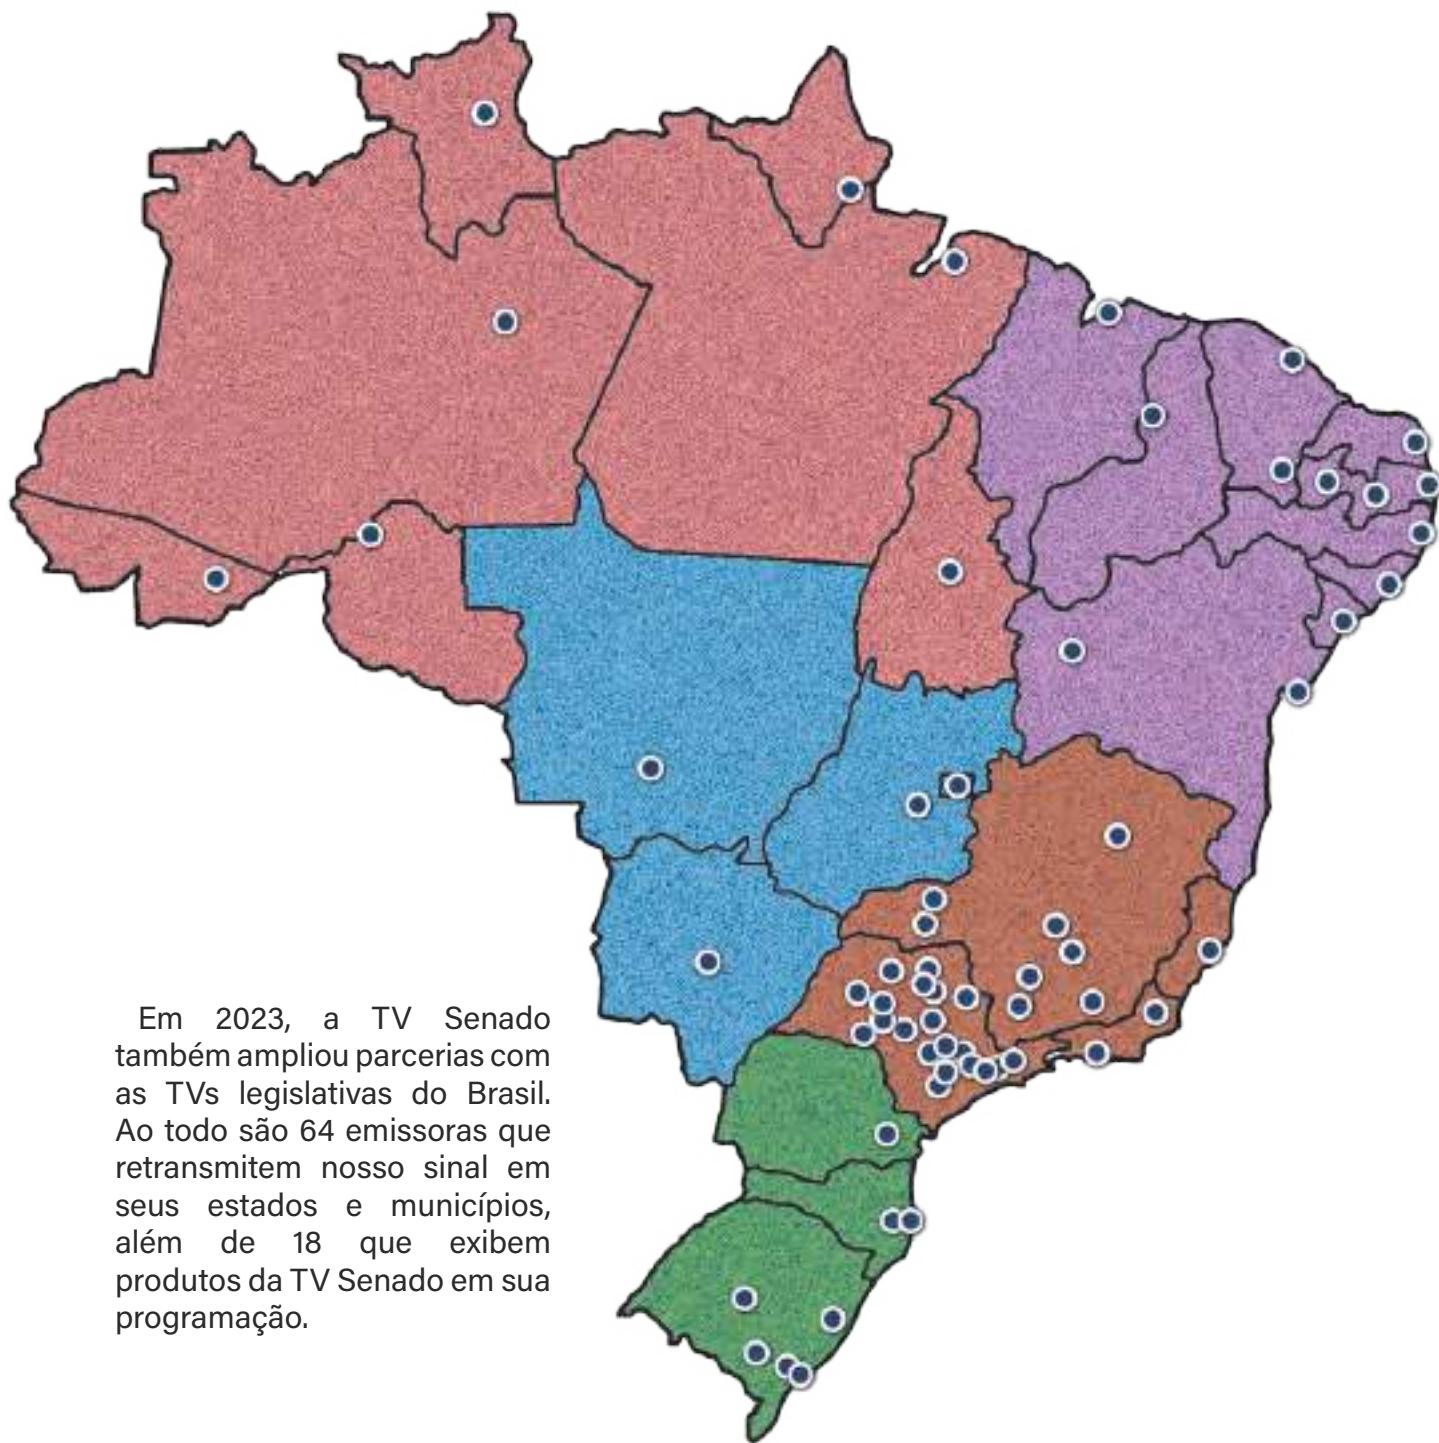 Em 2023, a TV Senado
também ampliou parcerias com
as TVs legislativas do Brasil.
Ao todo são 64 emissoras que
retransmitem nosso sinal em
seus estados e municípios,
além de 18 que exibem
produtos da TV Senado em sua
programação.